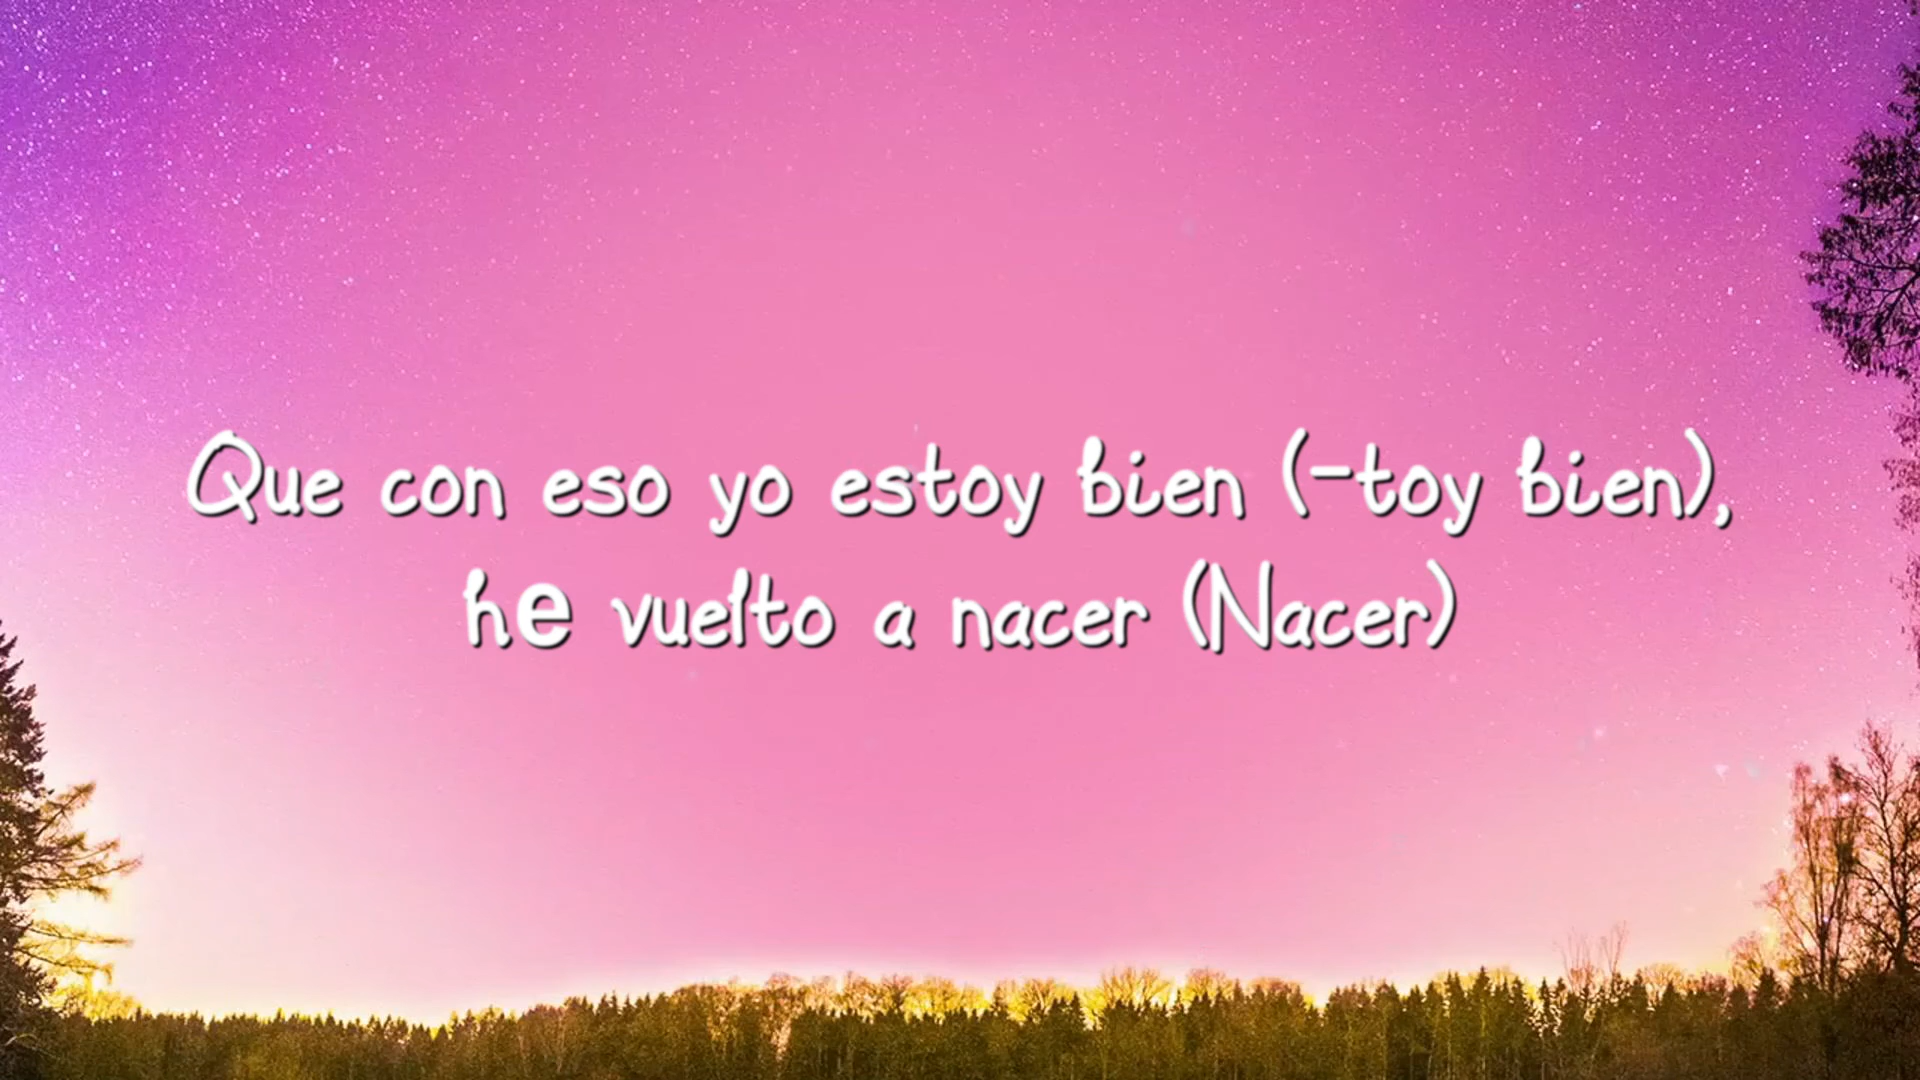 Que con eso yo estoy bien (-toy bien),
he vuelto a nacer (Nacer)